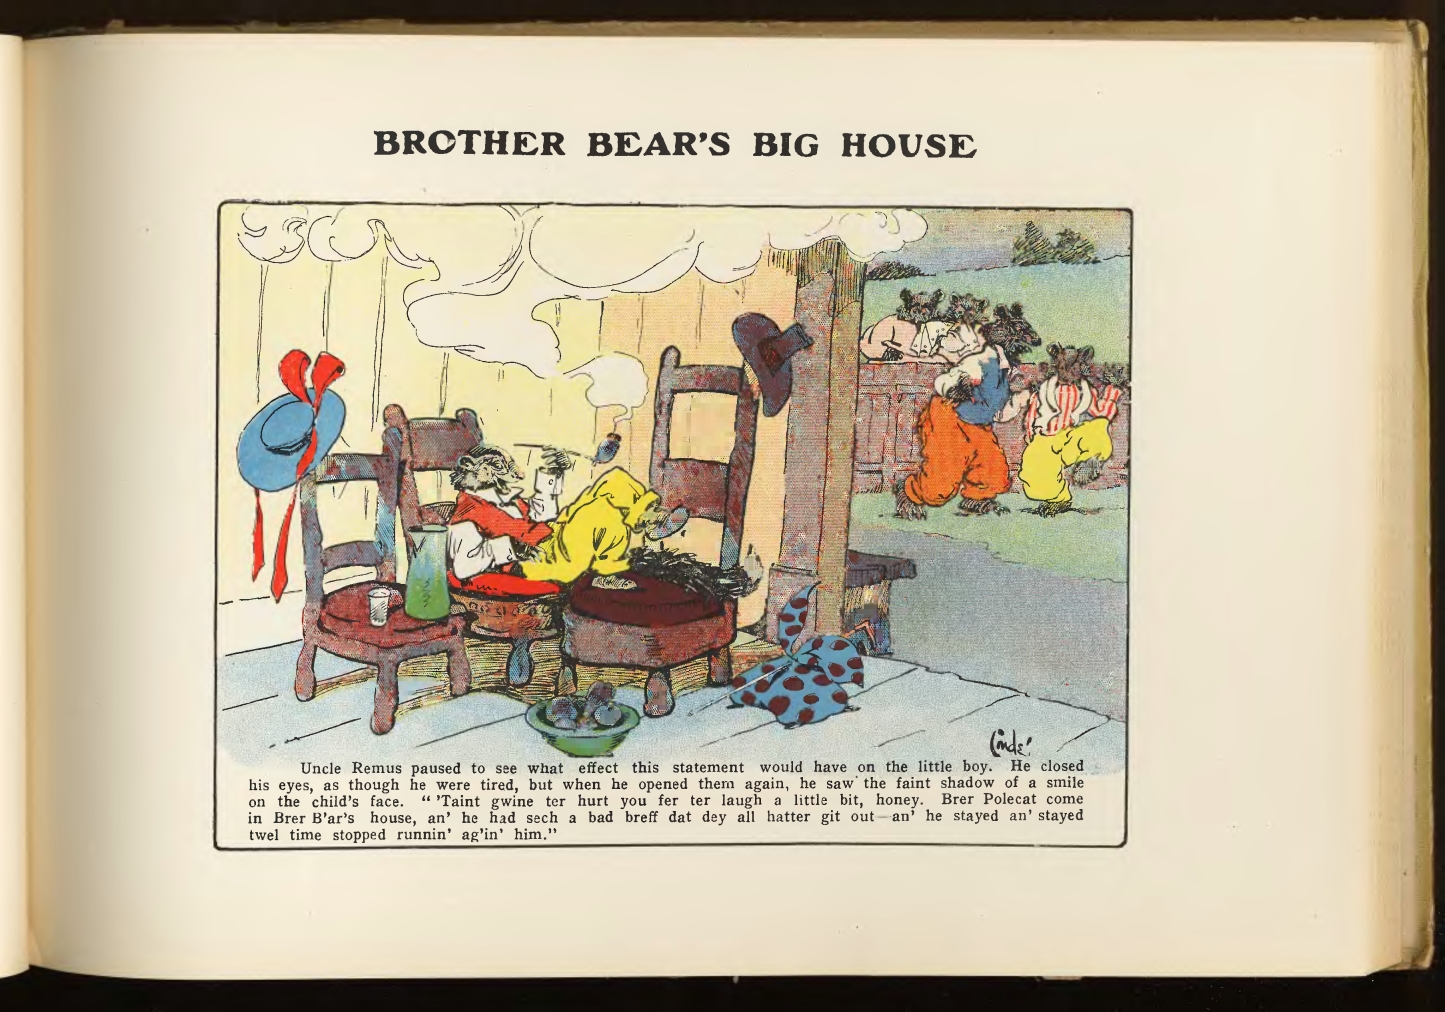 BROTHER BEAR'S BIG HOUSE
Condé
Uncle Remus paused to see what effect this statement would have on the little boy. He closed
his eyes, as though he were tired, but when he opened them again, he saw the faint shadow of a smile
on the child's face. "'Taint gwine ter hurt you fer ter laugh a little bit, honey. Brer Polecat come
in Brer B'ar's house, an' he had sech a bad breff dat dey all hatter git out—an' he stayed an' stayed
twel time stopped runnin' ag'in' him."